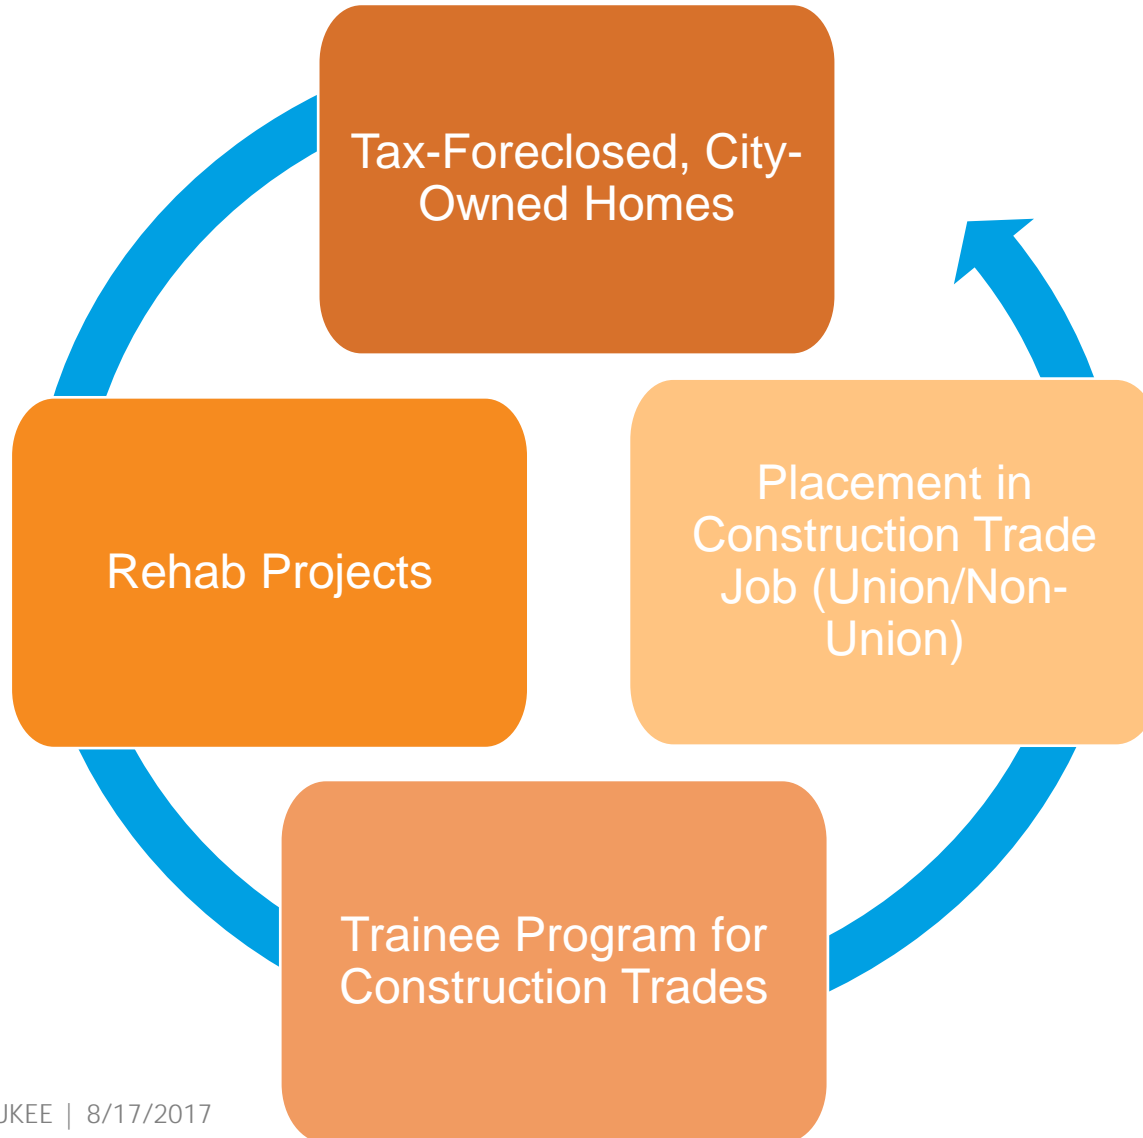 Tax-Foreclosed, City-
Owned Homes
Rehab Projects
Placement in
Construction Trade
Job (Union/Non-
Union)
Trainee Program for
Construction Trades
UKEE | 8/17/2017